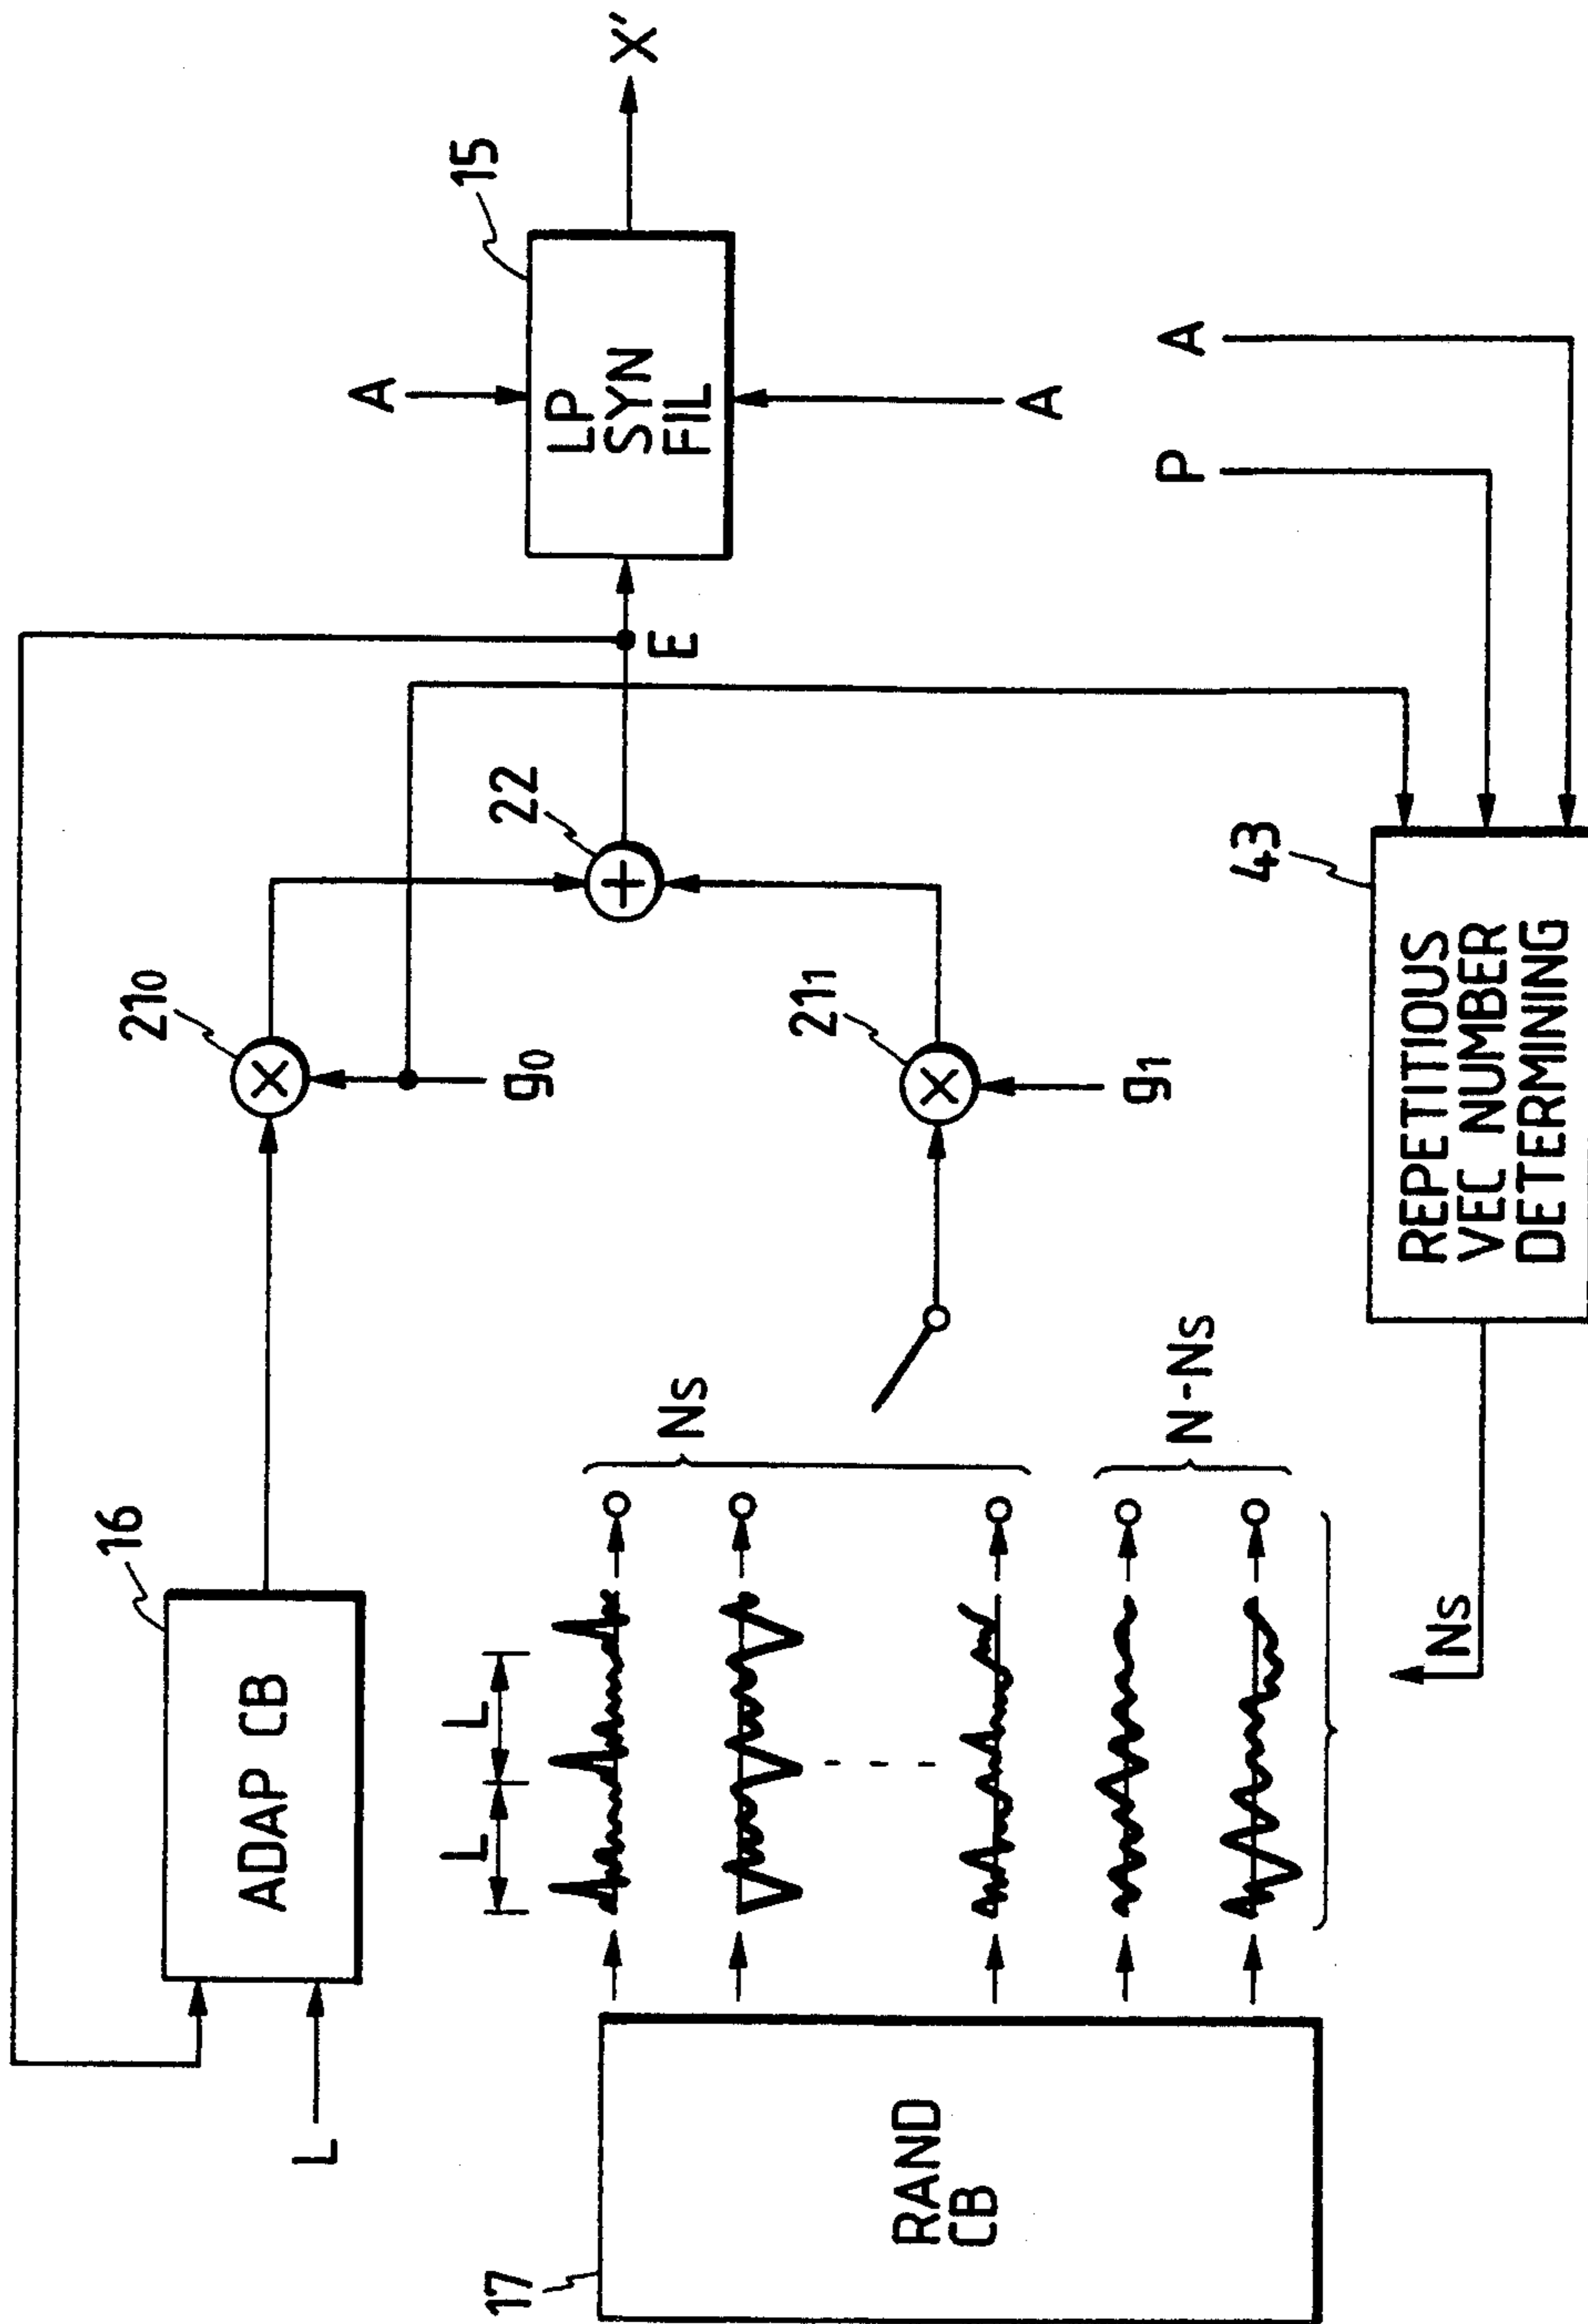 16
ADAP CB
L
210
g0
22
E
A
15
LP
SYN
FIL
X'
A
L
L
17
RAND
CB
Ns
N-Ns
211
g1
Ns
43
REPETITIOUS
VEC NUMBER
DETERMINING
P
A